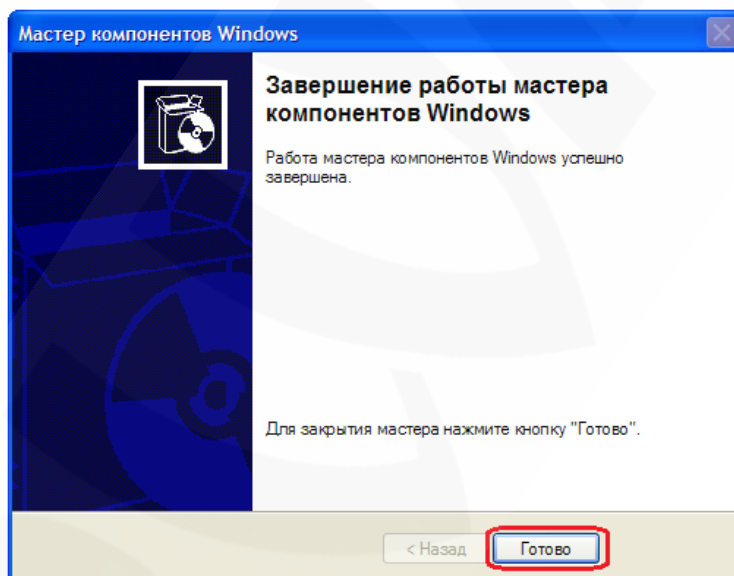 Мастер компонентов Windows
Завершение работы мастера
компонентов Windows
Работа мастера компонентов Windows успешно
завершена.
Для закрытия мастера нажмите кнопку "Готово".
< Назад
Готово